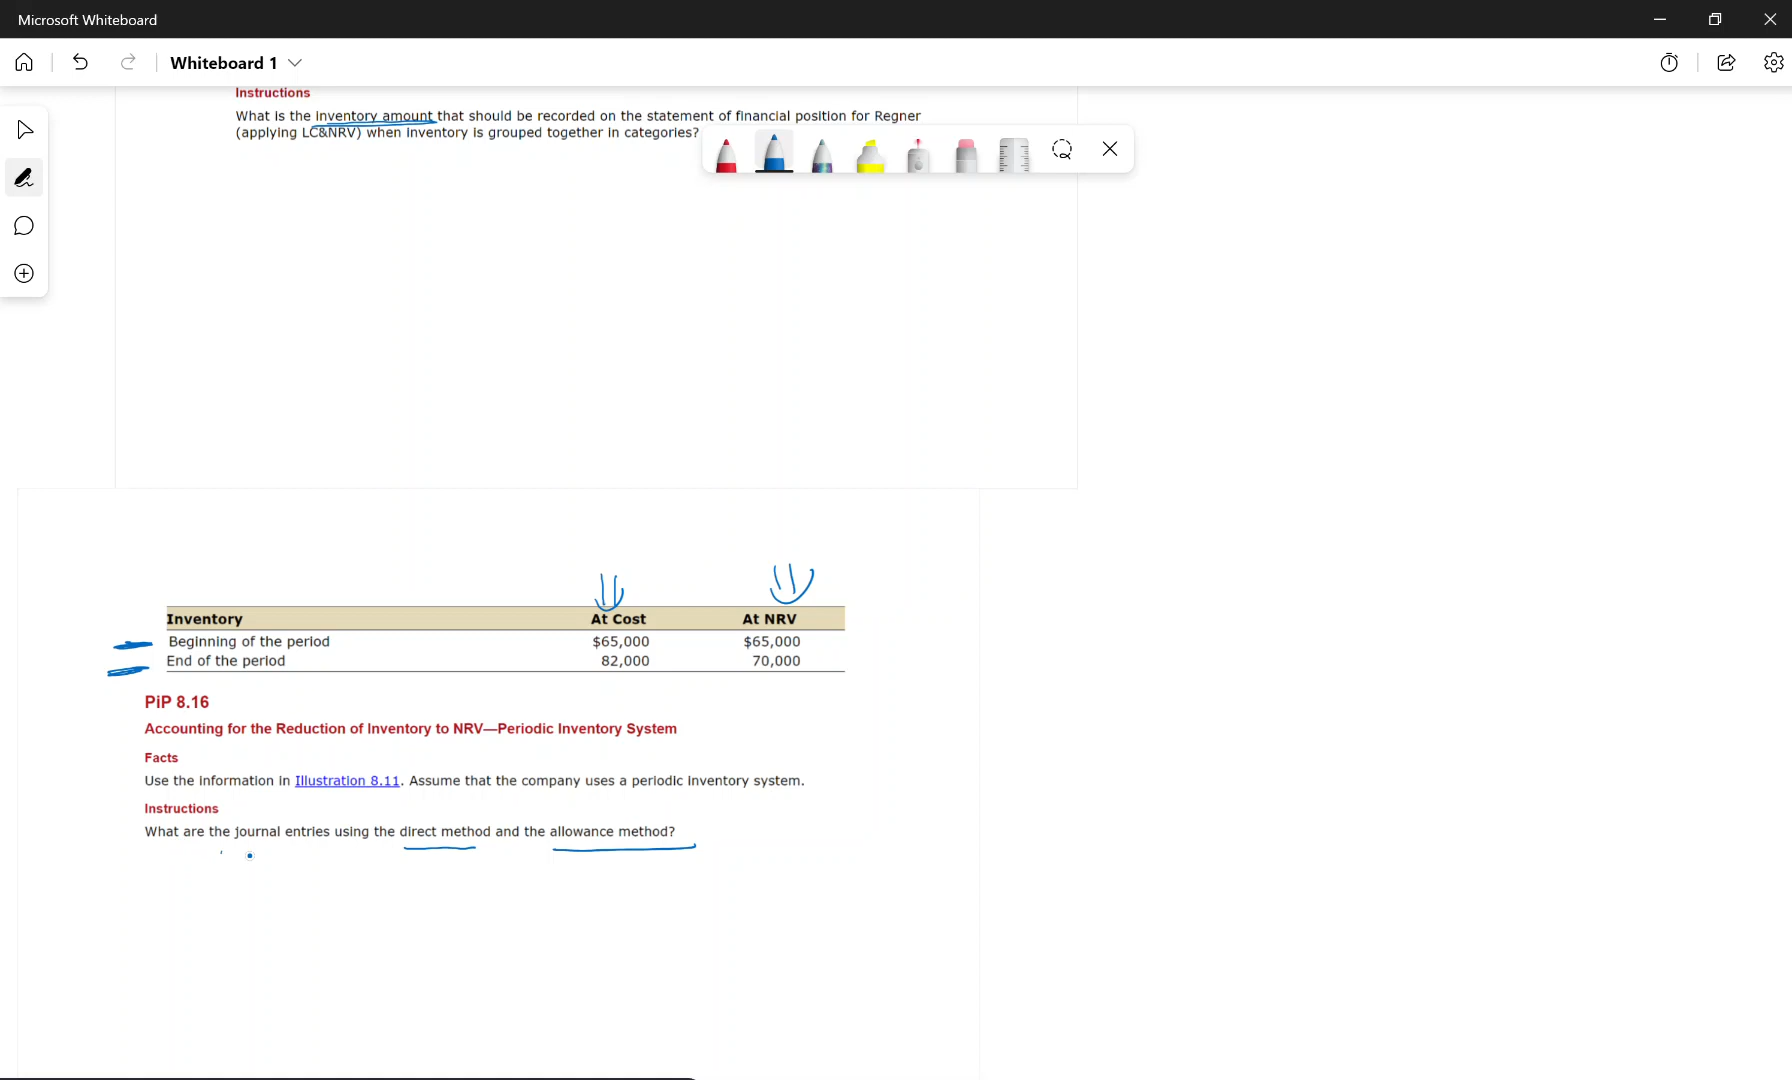 Microsoft Whiteboard
Whiteboard 1
Instructions
What is the inventory amount that should be recorded on the statement of financial position for Regner
(applying LC&NRV) when inventory is grouped together in categories?
Inventory At Cost At NRV
Beginning of the period $65,000 $65,000
End of the period 82,000 70,000
PiP 8.16
Accounting for the Reduction of Inventory to NRV—Periodic Inventory System
Facts
Use the information in Illustration 8.11. Assume that the company uses a periodic inventory system.
Instructions
What are the journal entries using the direct method and the allowance method?